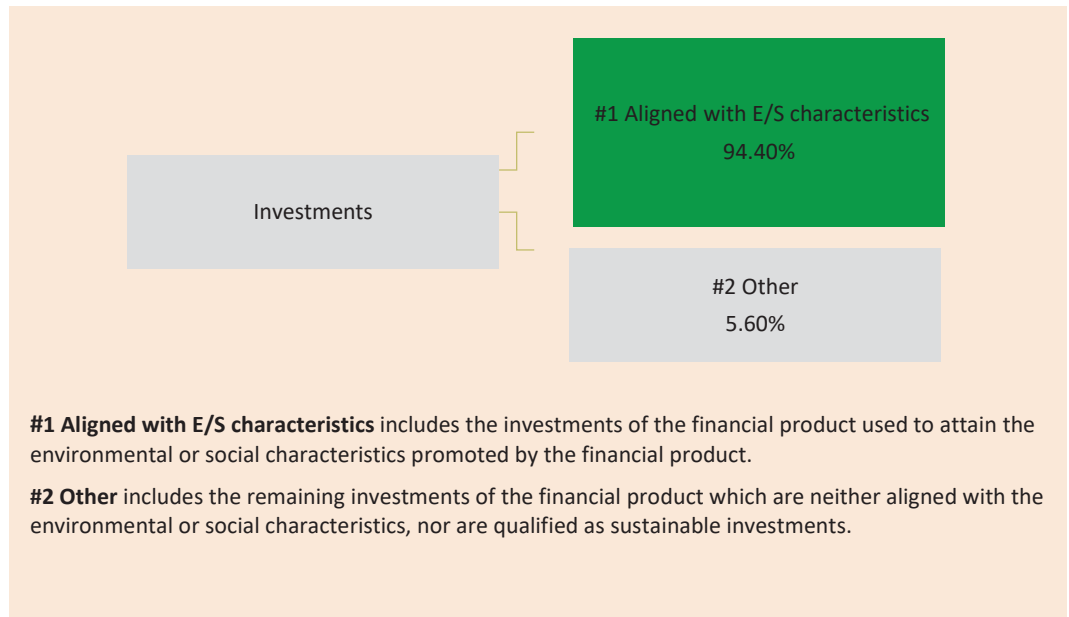 #1 Aligned with E/S characteristics
94.40%
Investments
#2 Other
5.60%
#1 Aligned with E/S characteristics includes the investments of the financial product used to attain the
environmental or social characteristics promoted by the financial product.
#2 Other includes the remaining investments of the financial product which are neither aligned with the
environmental or social characteristics, nor are qualified as sustainable investments.